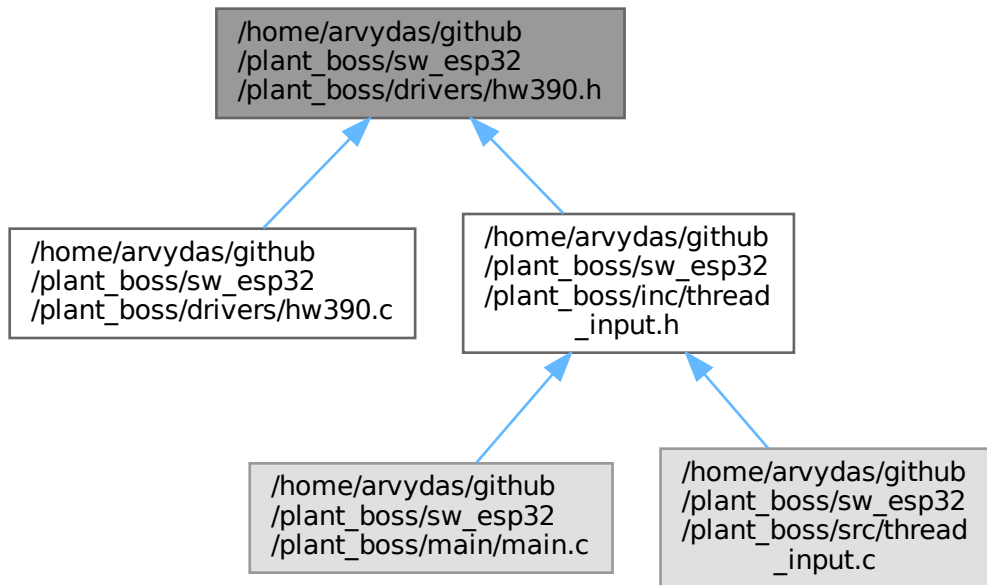 /home/arvydas/github
/plant_boss/sw_esp32
/plant_boss/drivers/hw390.h
/home/arvydas/github
/plant_boss/sw_esp32
/plant_boss/drivers/hw390.c
/home/arvydas/github
/plant_boss/sw_esp32
/plant_boss/inc/thread
_input.h
/home/arvydas/github
/plant_boss/sw_esp32
/plant_boss/main/main.c
/home/arvydas/github
/plant_boss/sw_esp32
/plant_boss/src/thread
_input.c